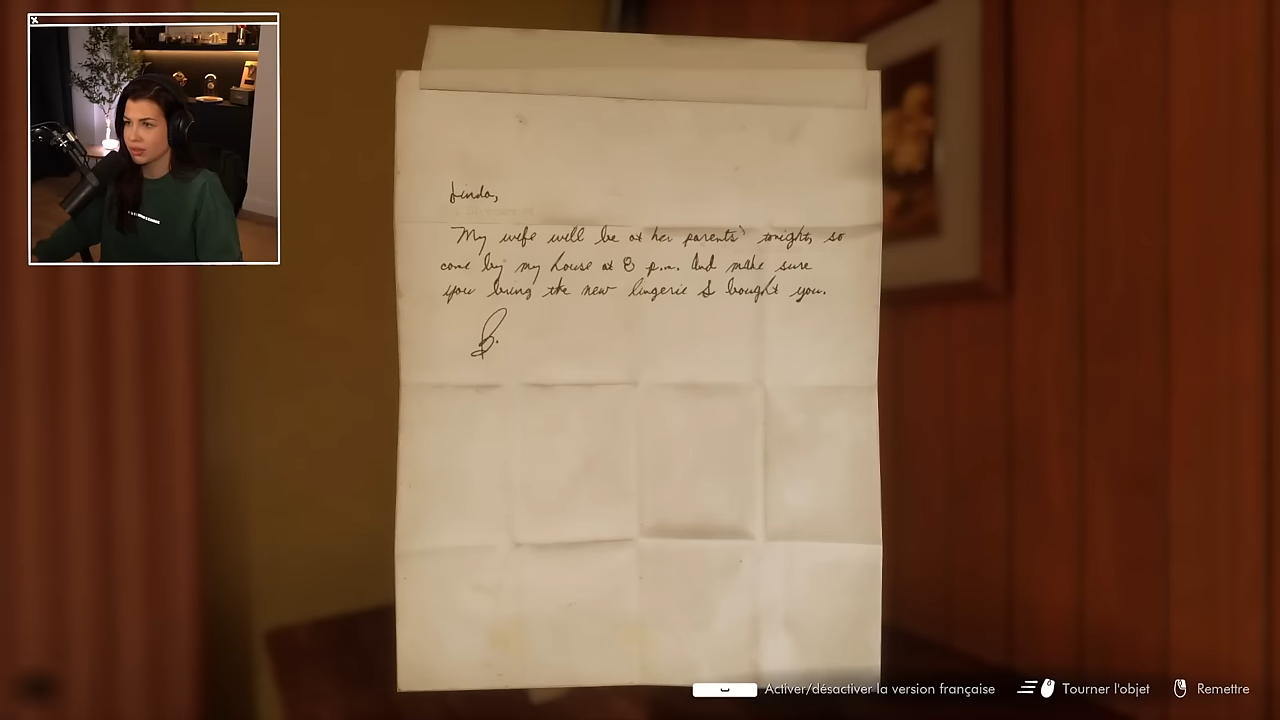 Linda,
My wife will be at her parents' tonight, so
come by my house at 8 p.m. And make sure
you bring the new lingerie I bought you.
B.
Activer/désactiver la version française
Tourner l'objet
Remettre